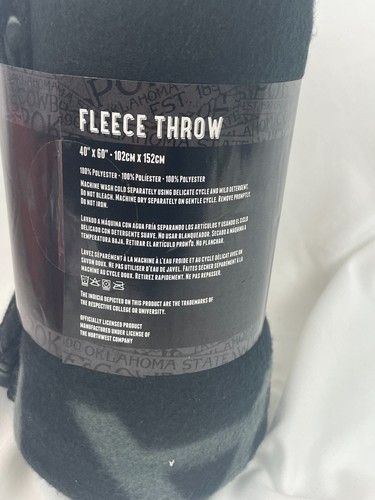 OKLAHOMA
EST. 189
FLEECE THROW
40" x 60" • 102CM X 152CM
100% POLYESTER • 100% POLIÉSTER • 100% POLYESTER
MACHINE WASH COLD SEPARATELY USING DELICATE CYCLE AND MILD DETERGENT.
DO NOT BLEACH. MACHINE DRY SEPARATELY ON GENTLE CYCLE. REMOVE PROMPTLY.
DO NOT IRON.
LAVADO A MÁQUINA CON AGUA FRÍA SEPARANDO LOS ARTICLOS Y USANDO EL CICLO
DELICADO CON DETERGENTE SUAVE. NO USAR BLANQUEADOR. SECADO A MÁQUINA A
TEMPERATURA BAJA. RETIRAR EL ARTICULO PRONTO. NO PLANCHAR.
LAVEZ SÉPARÉMENT À LA MACHINE À L'EAU FROIDE ET AU CYCLE DÉLICAT AVEC UN
SAVON DOUX. NE PAS UTILISER D'EAU DE JAVEL. FAITES SÉCHER SÉPARÉMENT À LA
MACHINE AU CYCLE DOUX. RETIREZ RAPIDEMENT. NE PAS REPASSER.
THE INDICIA DEPICTED ON THIS PRODUCT ARE THE TRADEMARKS OF
THE RESPECTIVE COLLEGE OR UNIVERSITY.
OFFICIALLY LICENSED PRODUCT
MANUFACTURED UNDER LICENSE BY
THE NORTHWEST COMPANY
OKLAHOMA STATE